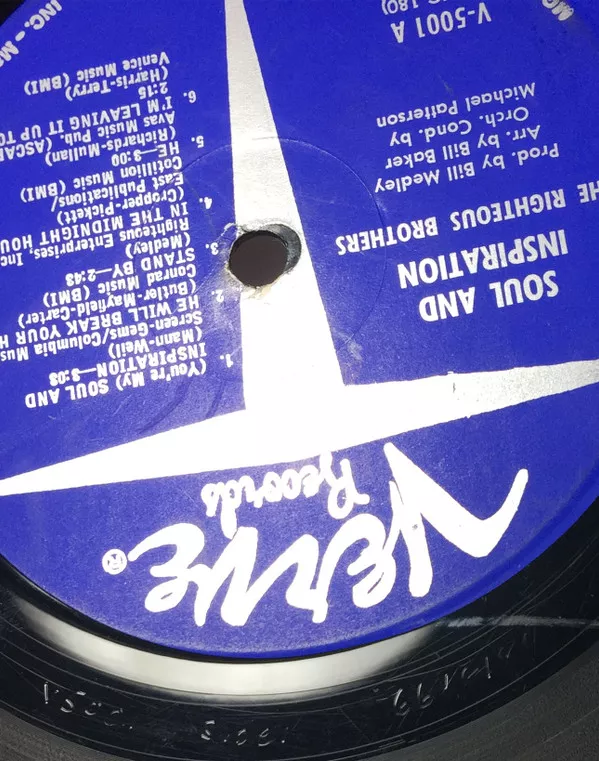 Verve
Records
®
SOUL AND
INSPIRATION
THE RIGHTEOUS BROTHERS
Prod. by Bill Medley
Arr. by Bill Baker
Orch. Cond. by
Michael Patterson
V-5001 A
180)
1. (You're My) SOUL AND
INSPIRATION—3:08
(Mann-Weil)
Screen-Gems/Columbia Mus
2. HE WILL BREAK YOUR H
(Butler-Mayfield-Carter)
Conrad Music (BMI)
3. STAND BY—2:43
(Medley)
Righteous Enterprises, Inc
4. IN THE MIDNIGHT HOU
(Cropper-Pickett)
East Publications/
Cotillion Music (BMI)
5. HE—3:00
(Richards-Mullan)
Avas Music Pub. (ASCAP
6. I'M LEAVING IT UP TO
2:15
(Harris-Terry)
Venice Music (BMI)
INC. – M